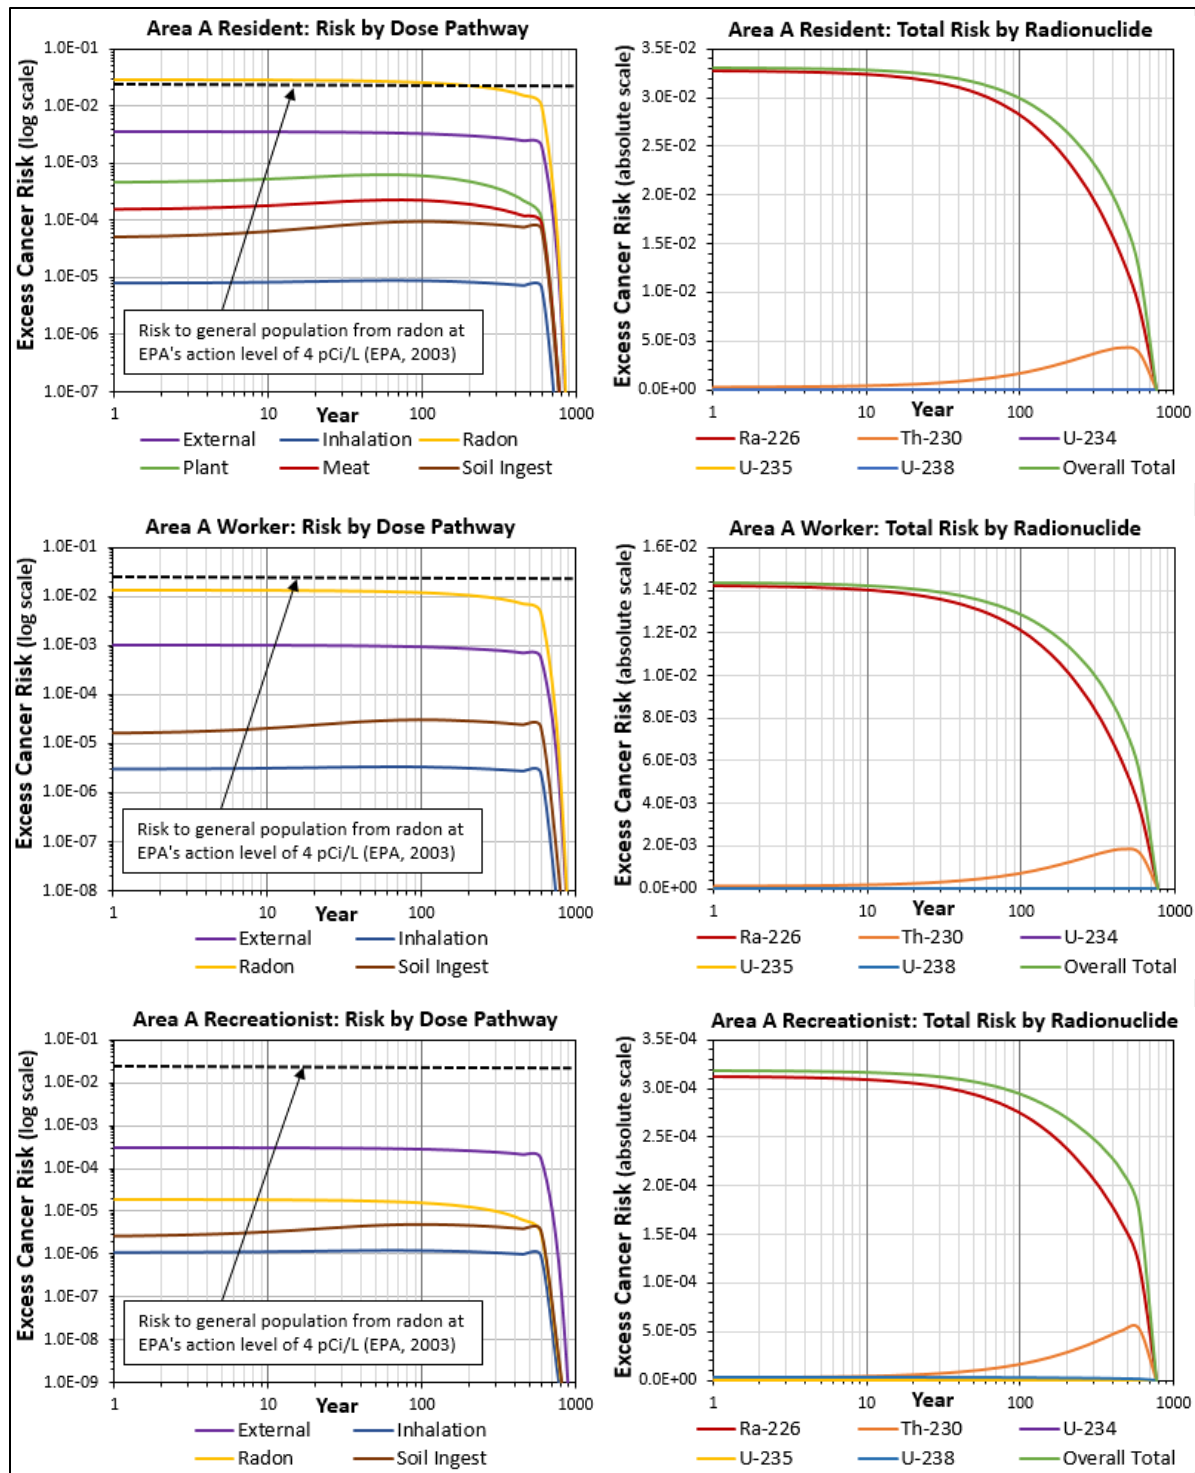 Area A Resident: Risk by Dose Pathway
Excess Cancer Risk (log scale)
1.0E-01
1.0E-02
1.0E-03
1.0E-04
1.0E-05
1.0E-06
1.0E-07
Risk to general population from radon at
EPA's action level of 4 pCi/L (EPA, 2003)
1 10 100 1000
Year
External Inhalation Radon
Plant Meat Soil Ingest
Area A Resident: Total Risk by Radionuclide
Excess Cancer Risk (absolute scale)
3.5E-02
3.0E-02
2.5E-02
2.0E-02
1.5E-02
1.0E-02
5.0E-03
0.0E+00
1 10 100 1000
Year
Ra-226 Th-230 U-234
U-235 U-238 Overall Total
Area A Worker: Risk by Dose Pathway
Excess Cancer Risk (log scale)
1.0E-01
1.0E-02
1.0E-03
1.0E-04
1.0E-05
1.0E-06
1.0E-07
1.0E-08
Risk to general population from radon at
EPA's action level of 4 pCi/L (EPA, 2003)
1 10 100 1000
Year
External Inhalation
Radon Soil Ingest
Area A Worker: Total Risk by Radionuclide
Excess Cancer Risk (absolute scale)
1.6E-02
1.4E-02
1.2E-02
1.0E-02
8.0E-03
6.0E-03
4.0E-03
2.0E-03
0.0E+00
1 10 100 1000
Year
Ra-226 Th-230 U-234
U-235 U-238 Overall Total
Area A Recreationist: Risk by Dose Pathway
Excess Cancer Risk (log scale)
1.0E-01
1.0E-02
1.0E-03
1.0E-04
1.0E-05
1.0E-06
1.0E-07
1.0E-08
1.0E-09
Risk to general population from radon at
EPA's action level of 4 pCi/L (EPA, 2003)
1 10 100 1000
Year
External Inhalation
Radon Soil Ingest
Area A Recreationist: Total Risk by Radionuclide
Excess Cancer Risk (absolute scale)
3.5E-04
3.0E-04
2.5E-04
2.0E-04
1.5E-04
1.0E-04
5.0E-05
0.0E+00
1 10 100 1000
Year
Ra-226 Th-230 U-234
U-235 U-238 Overall Total